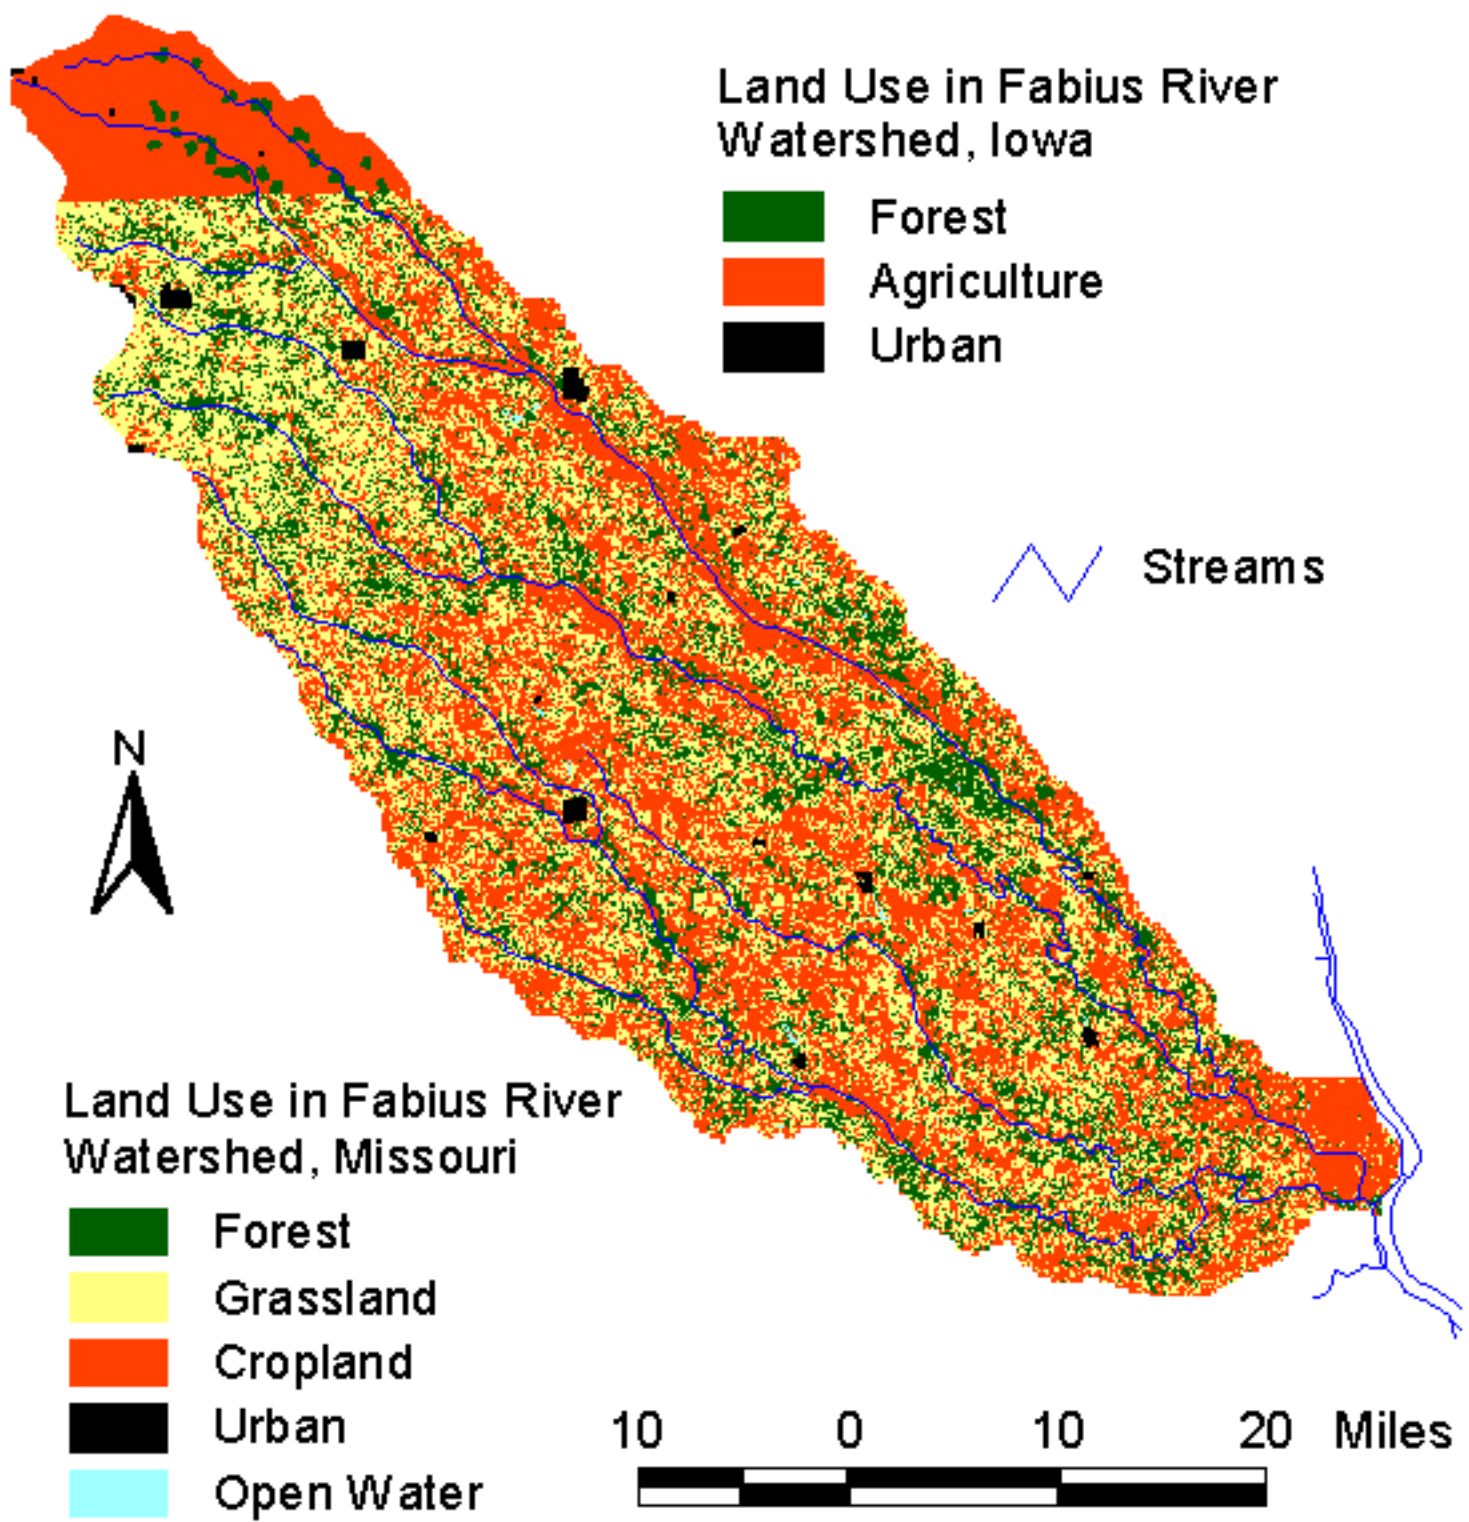 Land Use in Fabius River
Watershed, Iowa
Forest
Agriculture
Urban
Streams
N
Land Use in Fabius River
Watershed, Missouri
Forest
Grassland
Cropland
Urban
Open Water
10 0 10 20 Miles